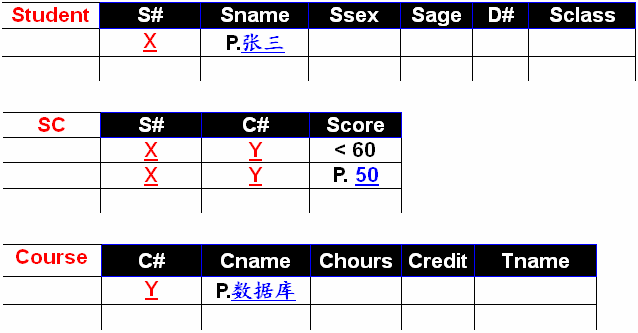 Student S# Sname Ssex Sage D# Sclass
X P.张三
SC S# C# Score
X Y < 60
X Y P. 50
Course C# Cname Chours Credit Tname
Y P.数据库